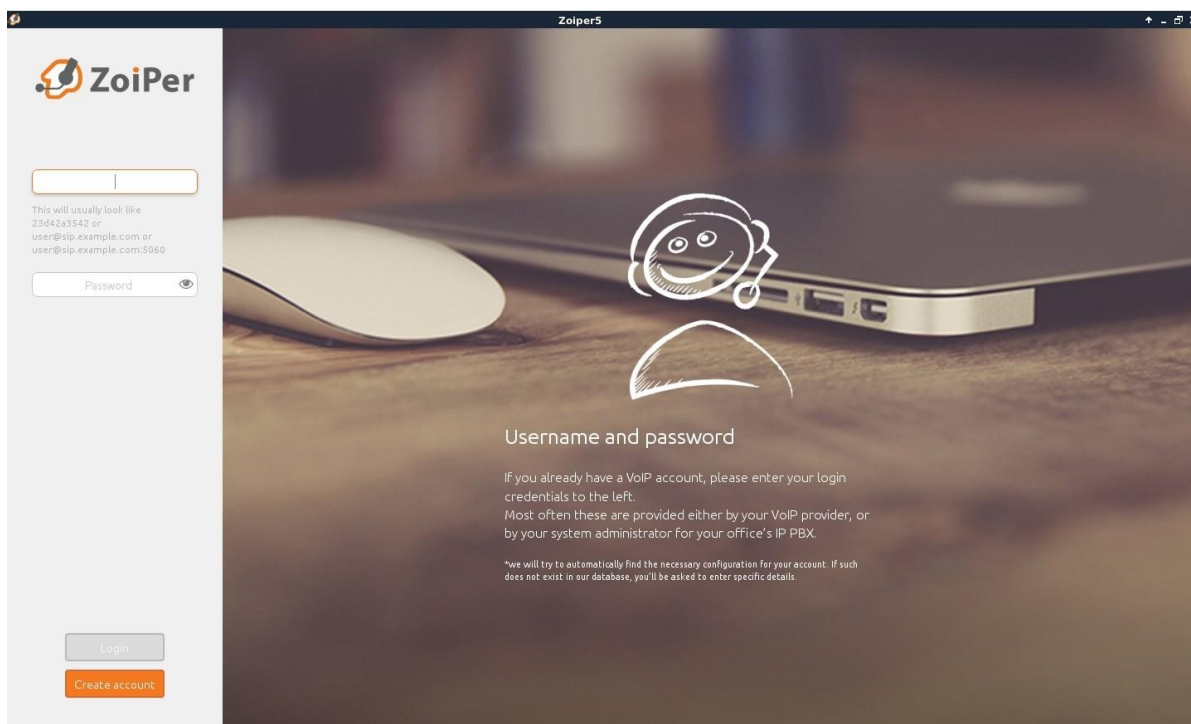 Zoiper5
ZoiPer
This will usually look like
23d42a3542 or
user@sip.example.com or
user@sip.example.com:5060
Password
Username and password
If you already have a VoIP account, please enter your login
credentials to the left.
Most often these are provided either by your VoIP provider, or
by your system administrator for your office's IP PBX.
*we will try to automatically find the necessary configuration for your account. If such
does not exist in our database, you'll be asked to enter specific details.
Login
Create account